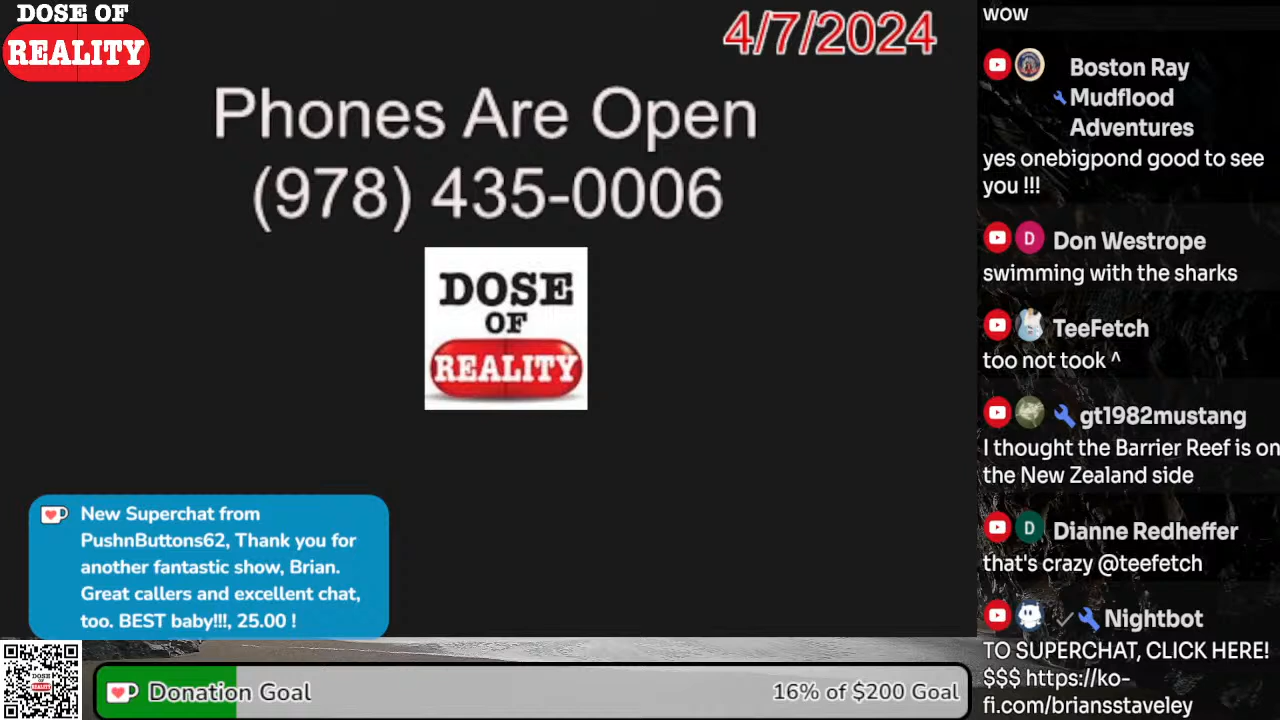 DOSE OF
REALITY
4/7/2024
Phones Are Open
(978) 435-0006
DOSE
OF
REALITY
New Superchat from
PushnButtons62, Thank you for
another fantastic show, Brian.
Great callers and excellent chat,
too. BEST baby!!!, 25.00 !
Donation Goal
16% of $200 Goal
wow
Boston Ray
Mudflood
Adventures
yes onebigpond good to see
you !!!
D
Don Westrope
swimming with the sharks
TeeFetch
too not took ^
gt1982mustang
I thought the Barrier Reef is on
the New Zealand side
D
Dianne Redheffer
that's crazy @teefetch
Nightbot
TO SUPERCHAT, CLICK HERE!
$$$ https://ko-
fi.com/briansstaveley